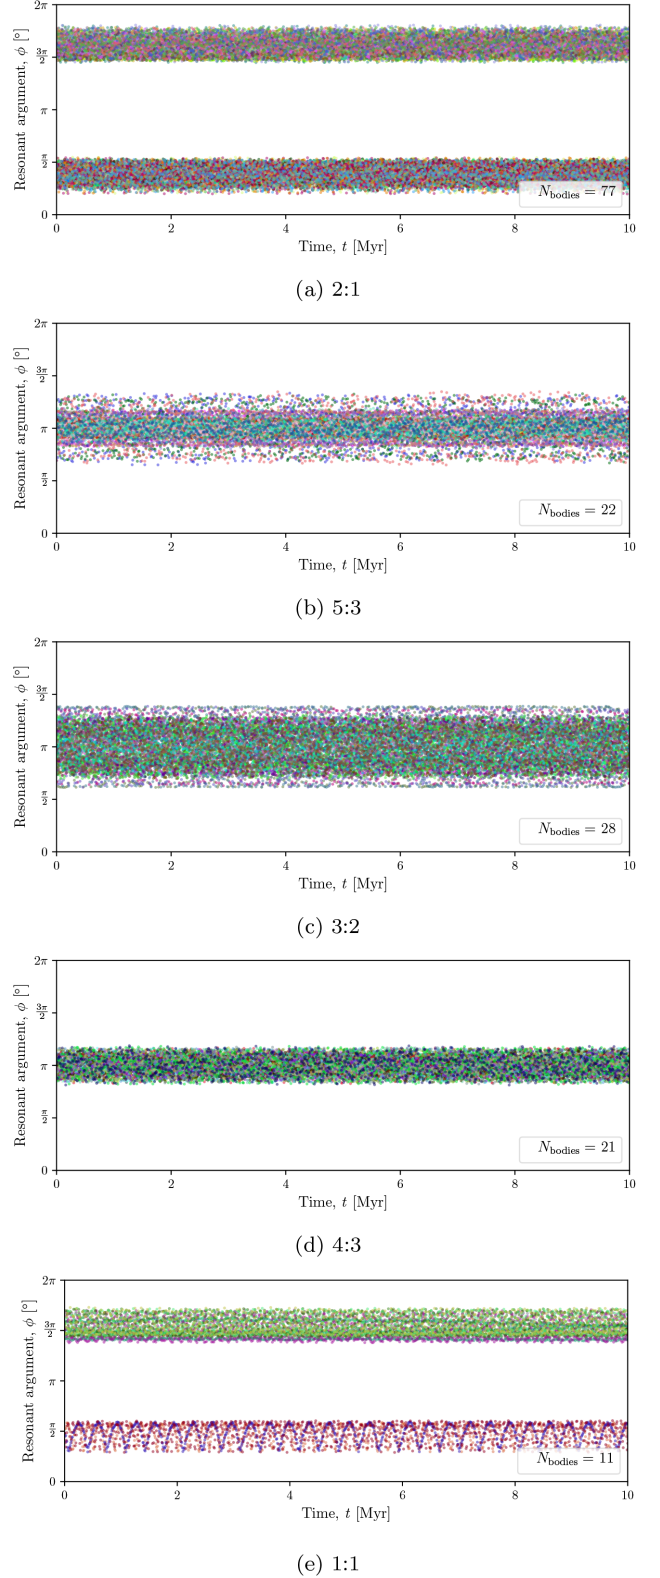 2π
3π/2
π
π/2
0
Resonant argument, ϕ [°]
N_bodies = 77
0 2 4 6 8 10
Time, t [Myr]
(a) 2:1
2π
3π/2
π
π/2
0
Resonant argument, ϕ [°]
N_bodies = 22
0 2 4 6 8 10
Time, t [Myr]
(b) 5:3
2π
3π/2
π
π/2
0
Resonant argument, ϕ [°]
N_bodies = 28
0 2 4 6 8 10
Time, t [Myr]
(c) 3:2
2π
3π/2
π
π/2
0
Resonant argument, ϕ [°]
N_bodies = 21
0 2 4 6 8 10
Time, t [Myr]
(d) 4:3
2π
3π/2
π
π/2
0
Resonant argument, ϕ [°]
N_bodies = 11
0 2 4 6 8 10
Time, t [Myr]
(e) 1:1